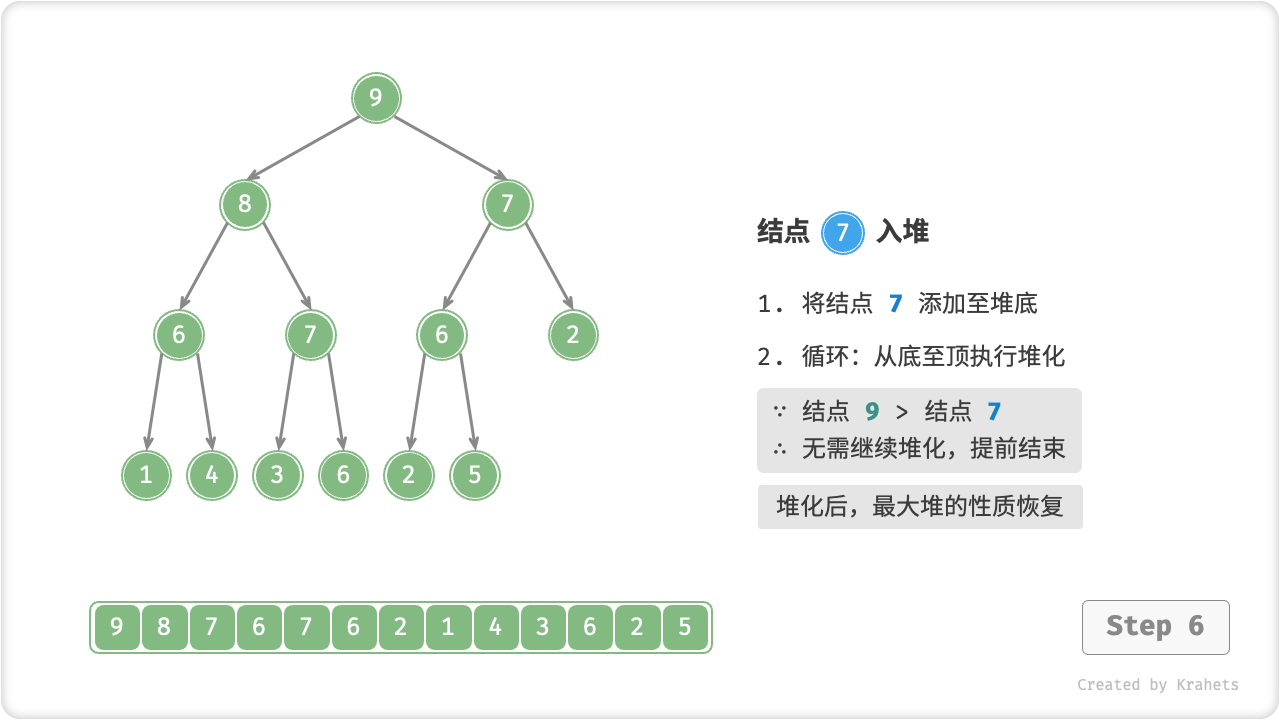 9
8 7
6 7 6 2
1 4 3 6 2 5
9 8 7 6 7 6 2 1 4 3 6 2 5
结点 7 入堆
1. 将结点 7 添加至堆底
2. 循环：从底至顶执行堆化
∵ 结点 9 > 结点 7
∴ 无需继续堆化，提前结束
堆化后，最大堆的性质恢复
Step 6
Created by Krahets